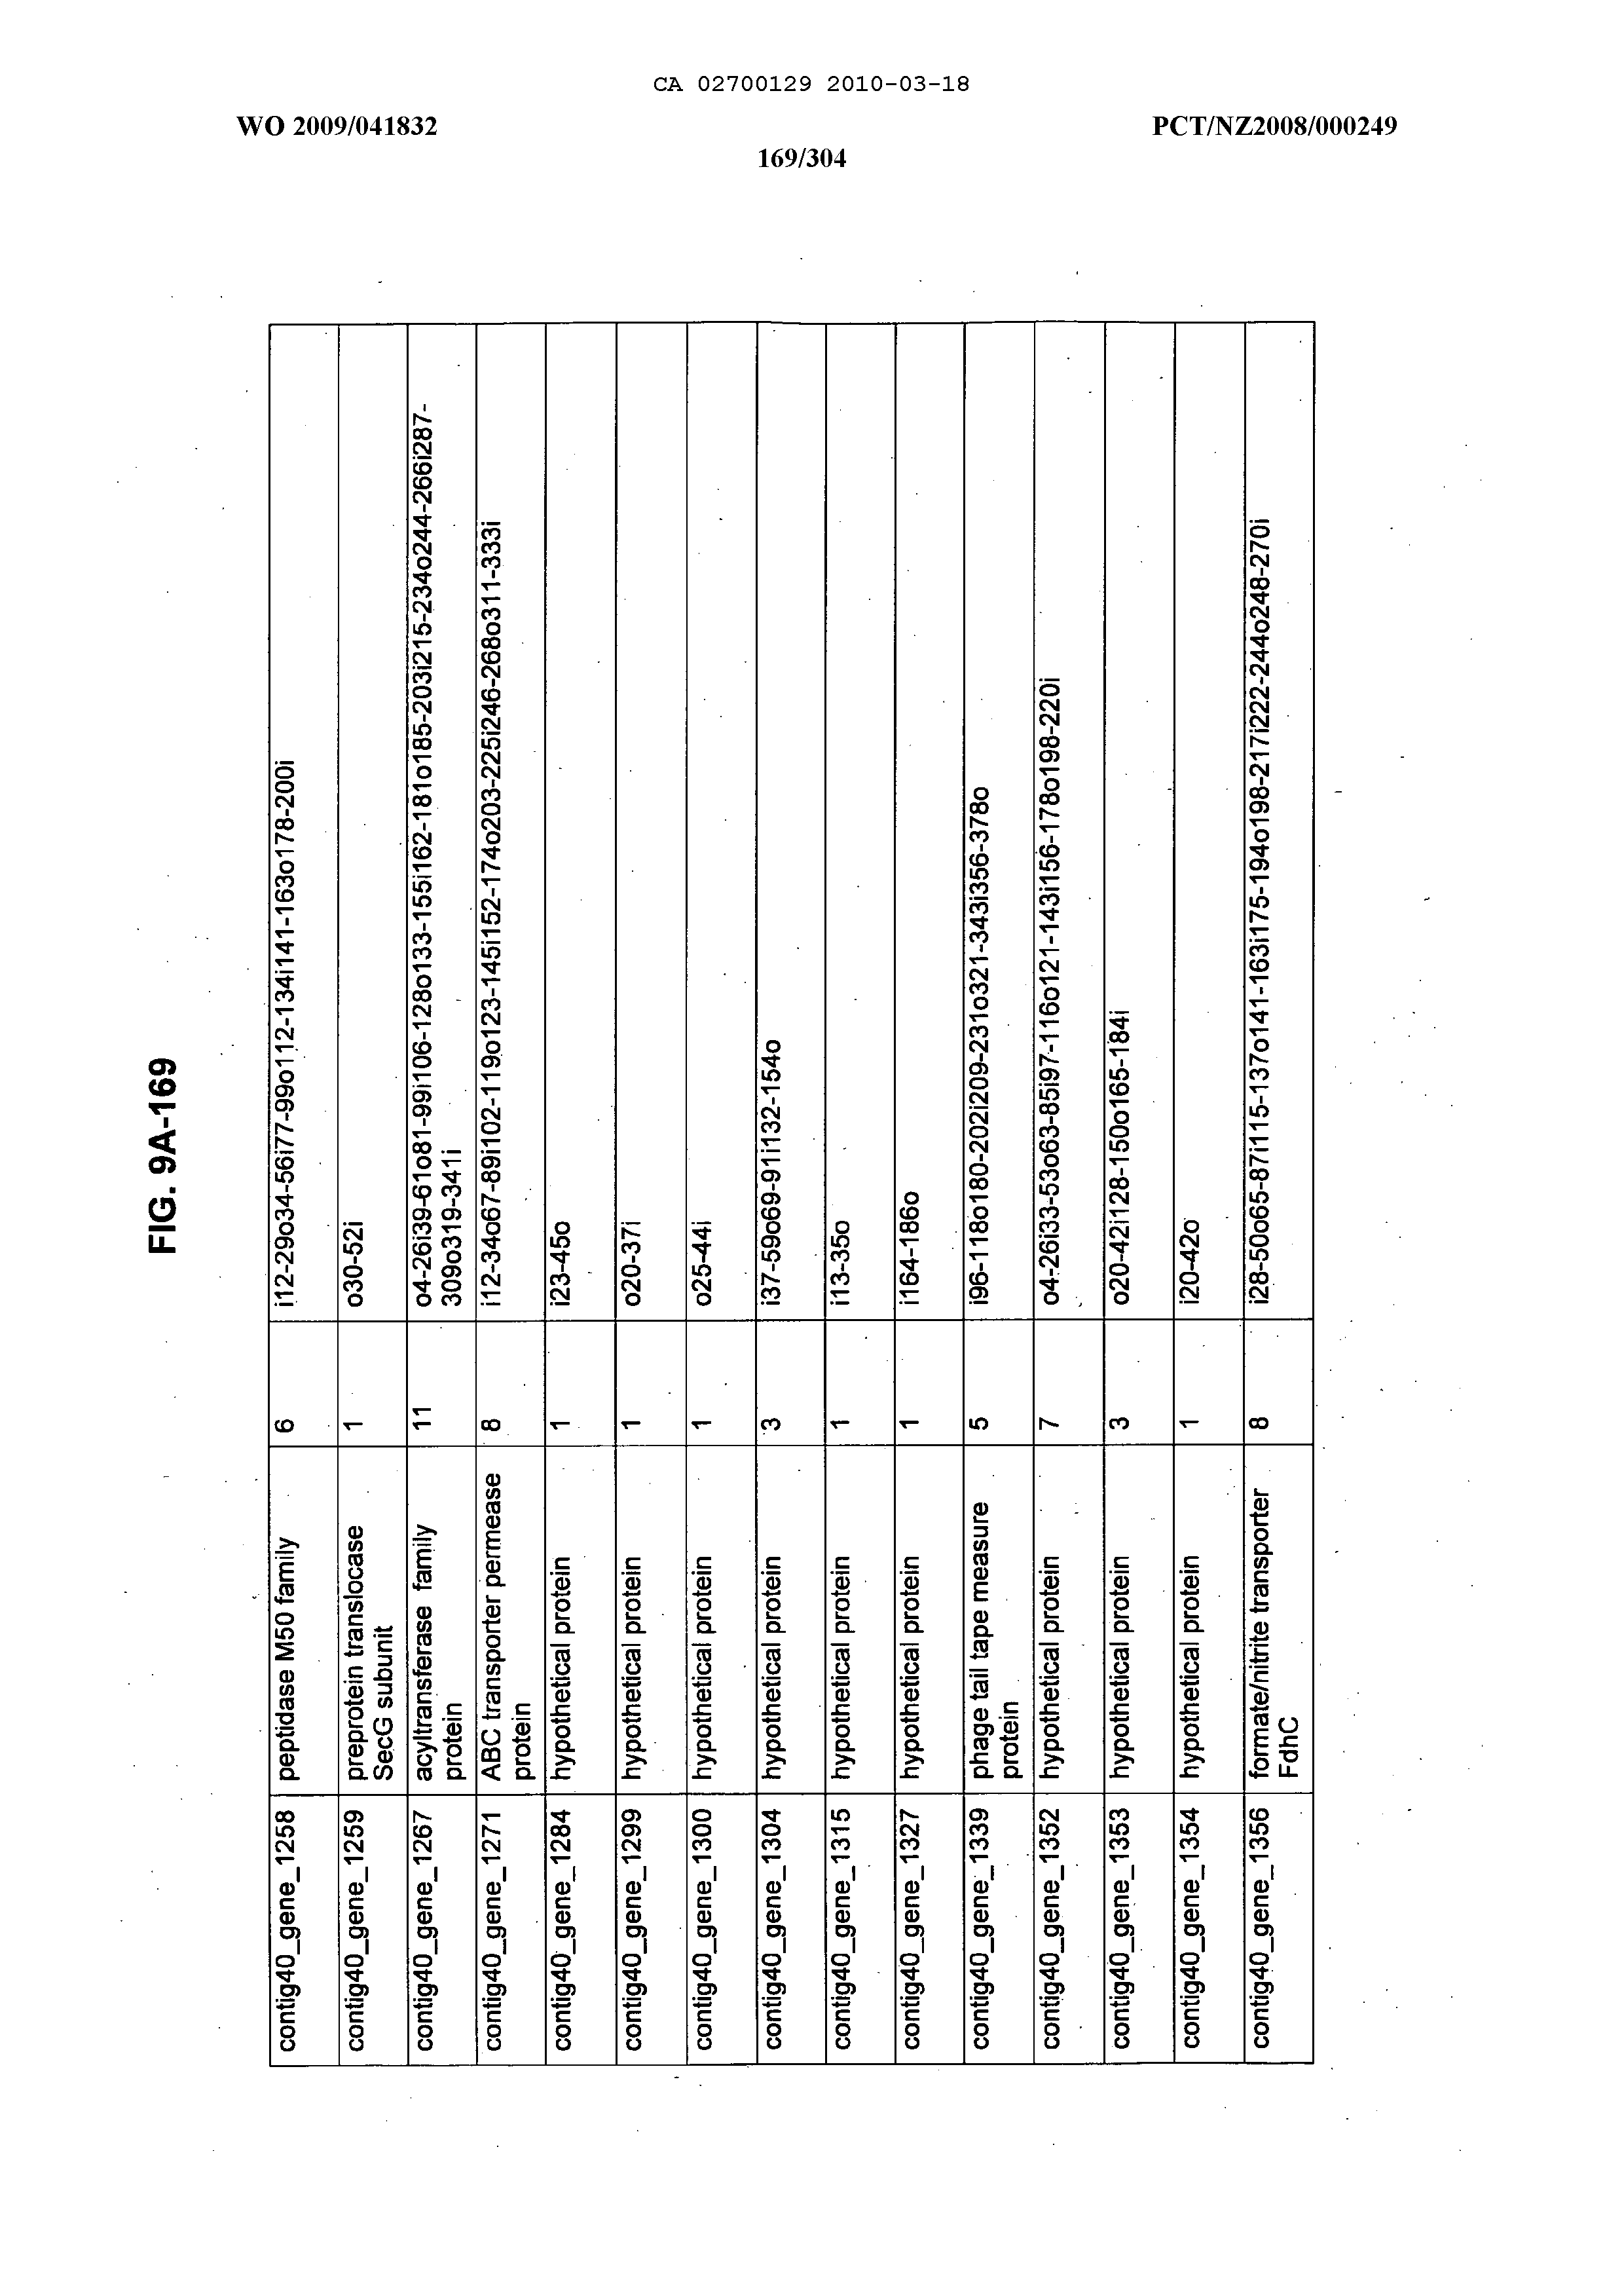 CA 02700129 2010-03-18
WO 2009/041832
PCT/NZ2008/000249
169/304
FIG. 9A-169
contig40_gene_1258 peptidase M50 family 6 i12-29o34-56i77-99o112-134i141-163o178-200i
contig40_gene_1259 preprotein translocase 1 o30-52i
SecG subunit
contig40_gene_1267 acyltransferase family 11 o4-26i39-61o81-99i106-128o133-155i162-181o185-203i215-234o244-266i287-
protein 309o319-341i
contig40_gene_1271 ABC transporter permease 8 i12-34o67-89i102-119o123-145i152-174o203-225i246-268o311-333i
protein
contig40_gene_1284 hypothetical protein 1 i23-45o
contig40_gene_1299 hypothetical protein 1 o20-37i
contig40_gene_1300 hypothetical protein 1 o25-44i
contig40_gene_1304 hypothetical protein 3 i37-59o69-91i132-154o
contig40_gene_1315 hypothetical protein 1 i13-35o
contig40_gene_1327 hypothetical protein 1 i164-186o
contig40_gene_1339 phage tail tape measure 5 i96-118o180-202i209-231o321-343i356-378o
protein
contig40_gene_1352 hypothetical protein 7 o4-26i33-53o63-85i97-116o121-143i156-178o198-220i
contig40_gene_1353 hypothetical protein 3 o20-42i128-150o165-184i
contig40_gene_1354 hypothetical protein 1 i20-42o
contig40_gene_1356 formate/nitrite transporter 8 i28-50o65-87i115-137o141-163i175-194o198-217i222-244o248-270i
FdhC